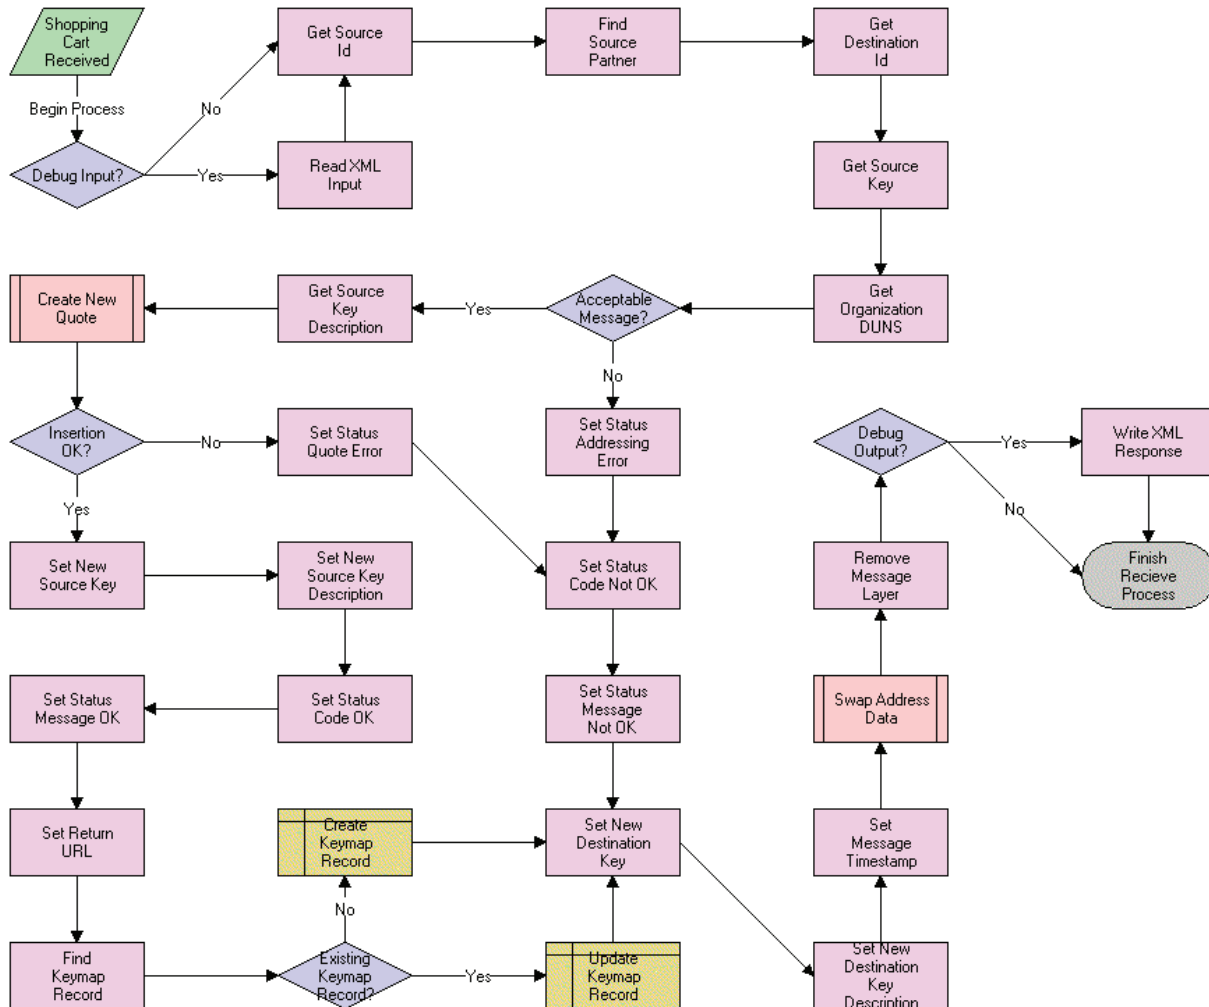 Shopping
Cart
Received
Get Source
Id
Find
Source
Partner
Get
Destination
Id
Begin Process
No
Debug Input?
Yes
Read XML
Input
Get Source
Key
Create New
Quote
Get Source
Key
Description
Yes
Acceptable
Message?
Get
Organization
DUNS
No
Insertion
OK?
No
Set Status
Quote Error
Set Status
Addressing
Error
Debug
Output?
Yes
Write XML
Response
Yes
No
Set New
Source Key
Set New
Source Key
Description
Set Status
Code Not OK
Remove
Message
Layer
Finish
Recieve
Process
Set Status
Message OK
Set Status
Code OK
Set Status
Message
Not OK
Swap Address
Data
Set Return
URL
Create
Keymap
Record
Set New
Destination
Key
Set
Message
Timestamp
No
Find
Keymap
Record
Existing
Keymap
Record?
Yes
Update
Keymap
Record
Set New
Destination
Key
Description